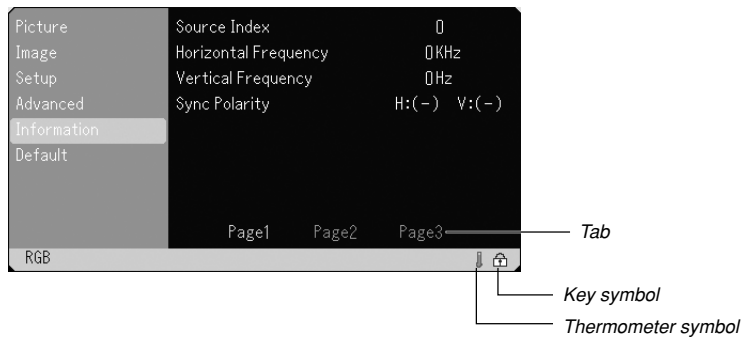 Picture
Image
Setup
Advanced
Information
Default
Source Index 0
Horizontal Frequency 0KHz
Vertical Frequency 0Hz
Sync Polarity H:(–) V:(–)
Page1 Page2 Page3
RGB
Tab
Key symbol
Thermometer symbol